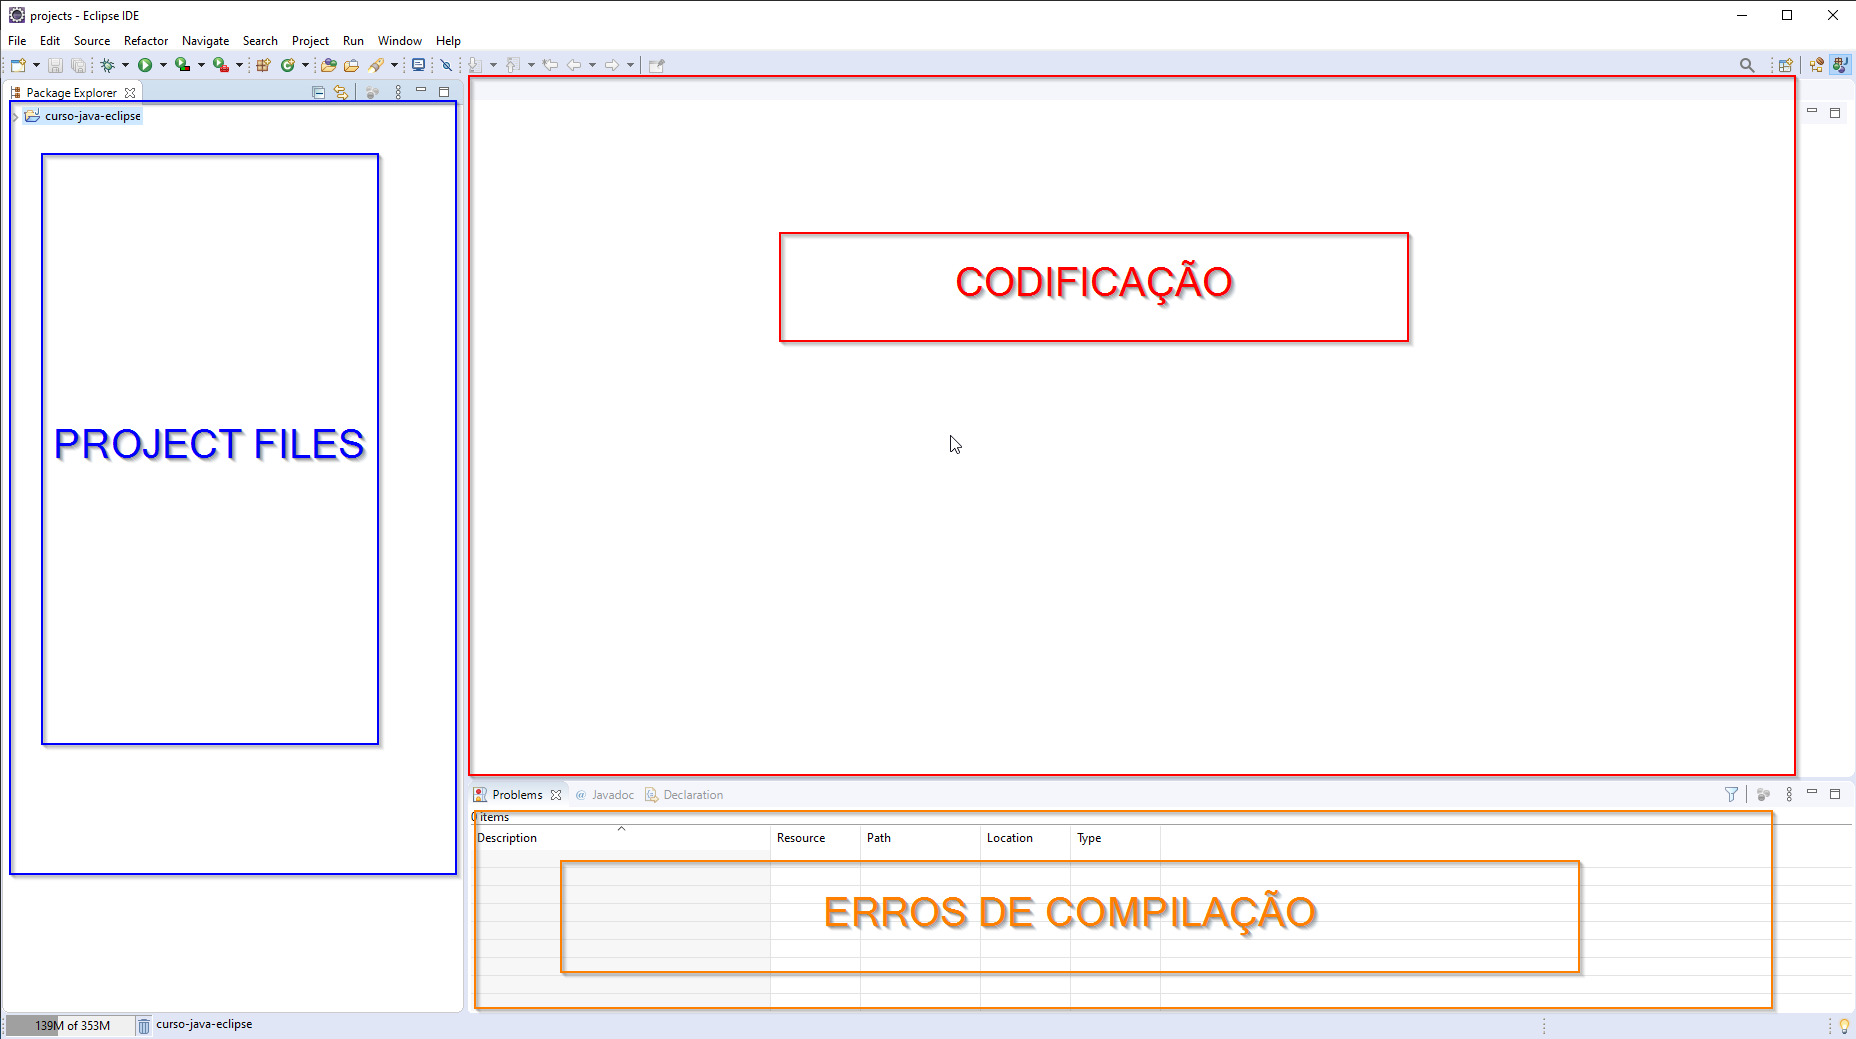 projects - Eclipse IDE
File Edit Source Refactor Navigate Search Project Run Window Help
Package Explorer
curso-java-eclipse
PROJECT FILES
CODIFICAÇÃO
Problems @ Javadoc Declaration
0 items
Description Resource Path Location Type
ERROS DE COMPILAÇÃO
139M of 353M curso-java-eclipse